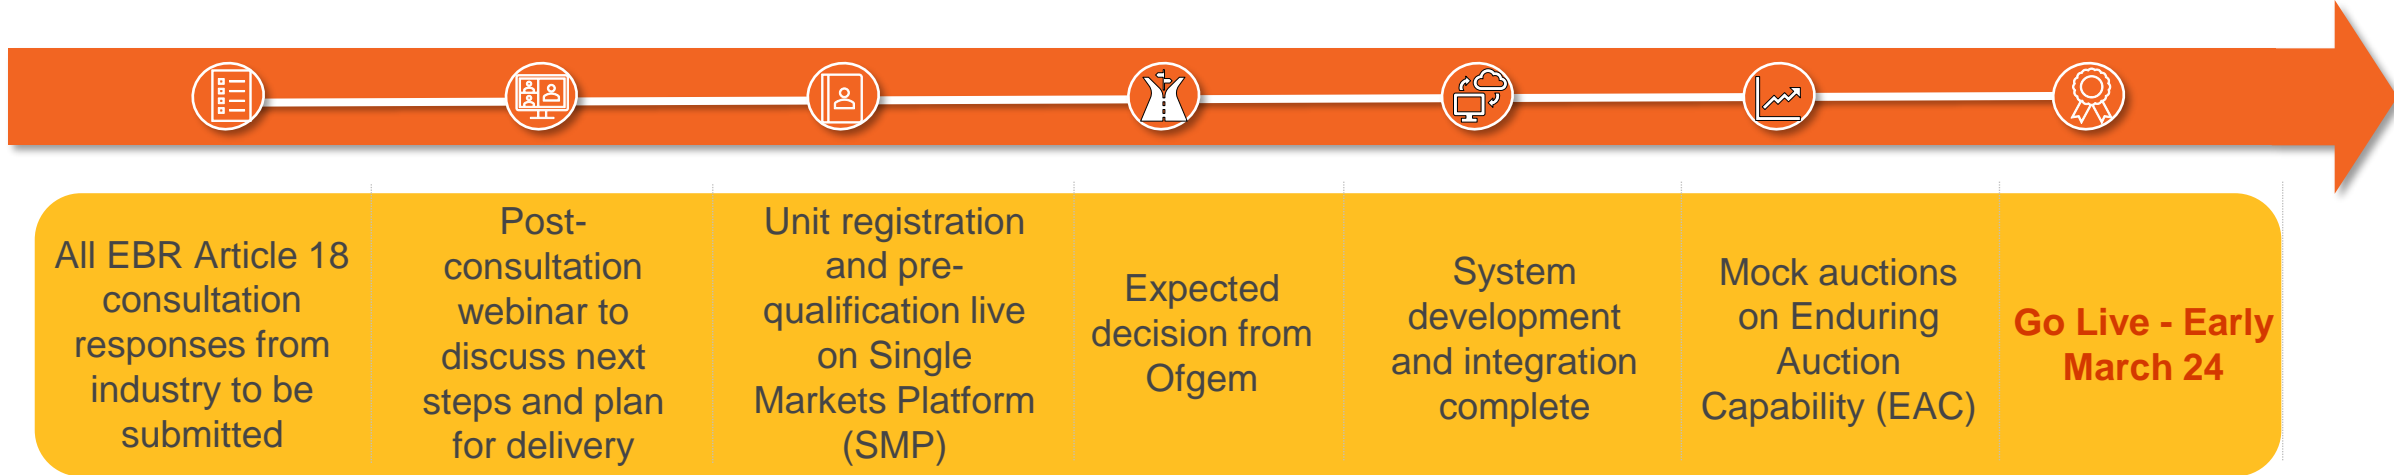 All EBR Article 18
consultation
responses from
industry to be
submitted
Post-
consultation
webinar to
discuss next
steps and plan
for delivery
Unit registration
and pre-
qualification live
on Single
Markets Platform
(SMP)
Expected
decision from
Ofgem
System
development
and integration
complete
Mock auctions
on Enduring
Auction
Capability (EAC)
Go Live - Early
March 24